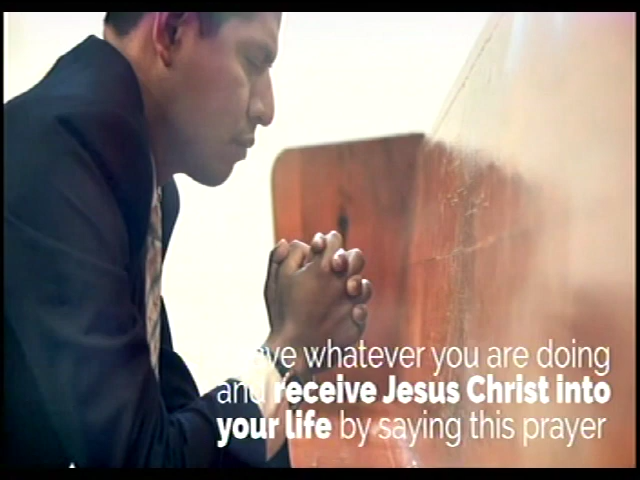 whatever you are doing
and receive Jesus Christ into
your life by saying this prayer